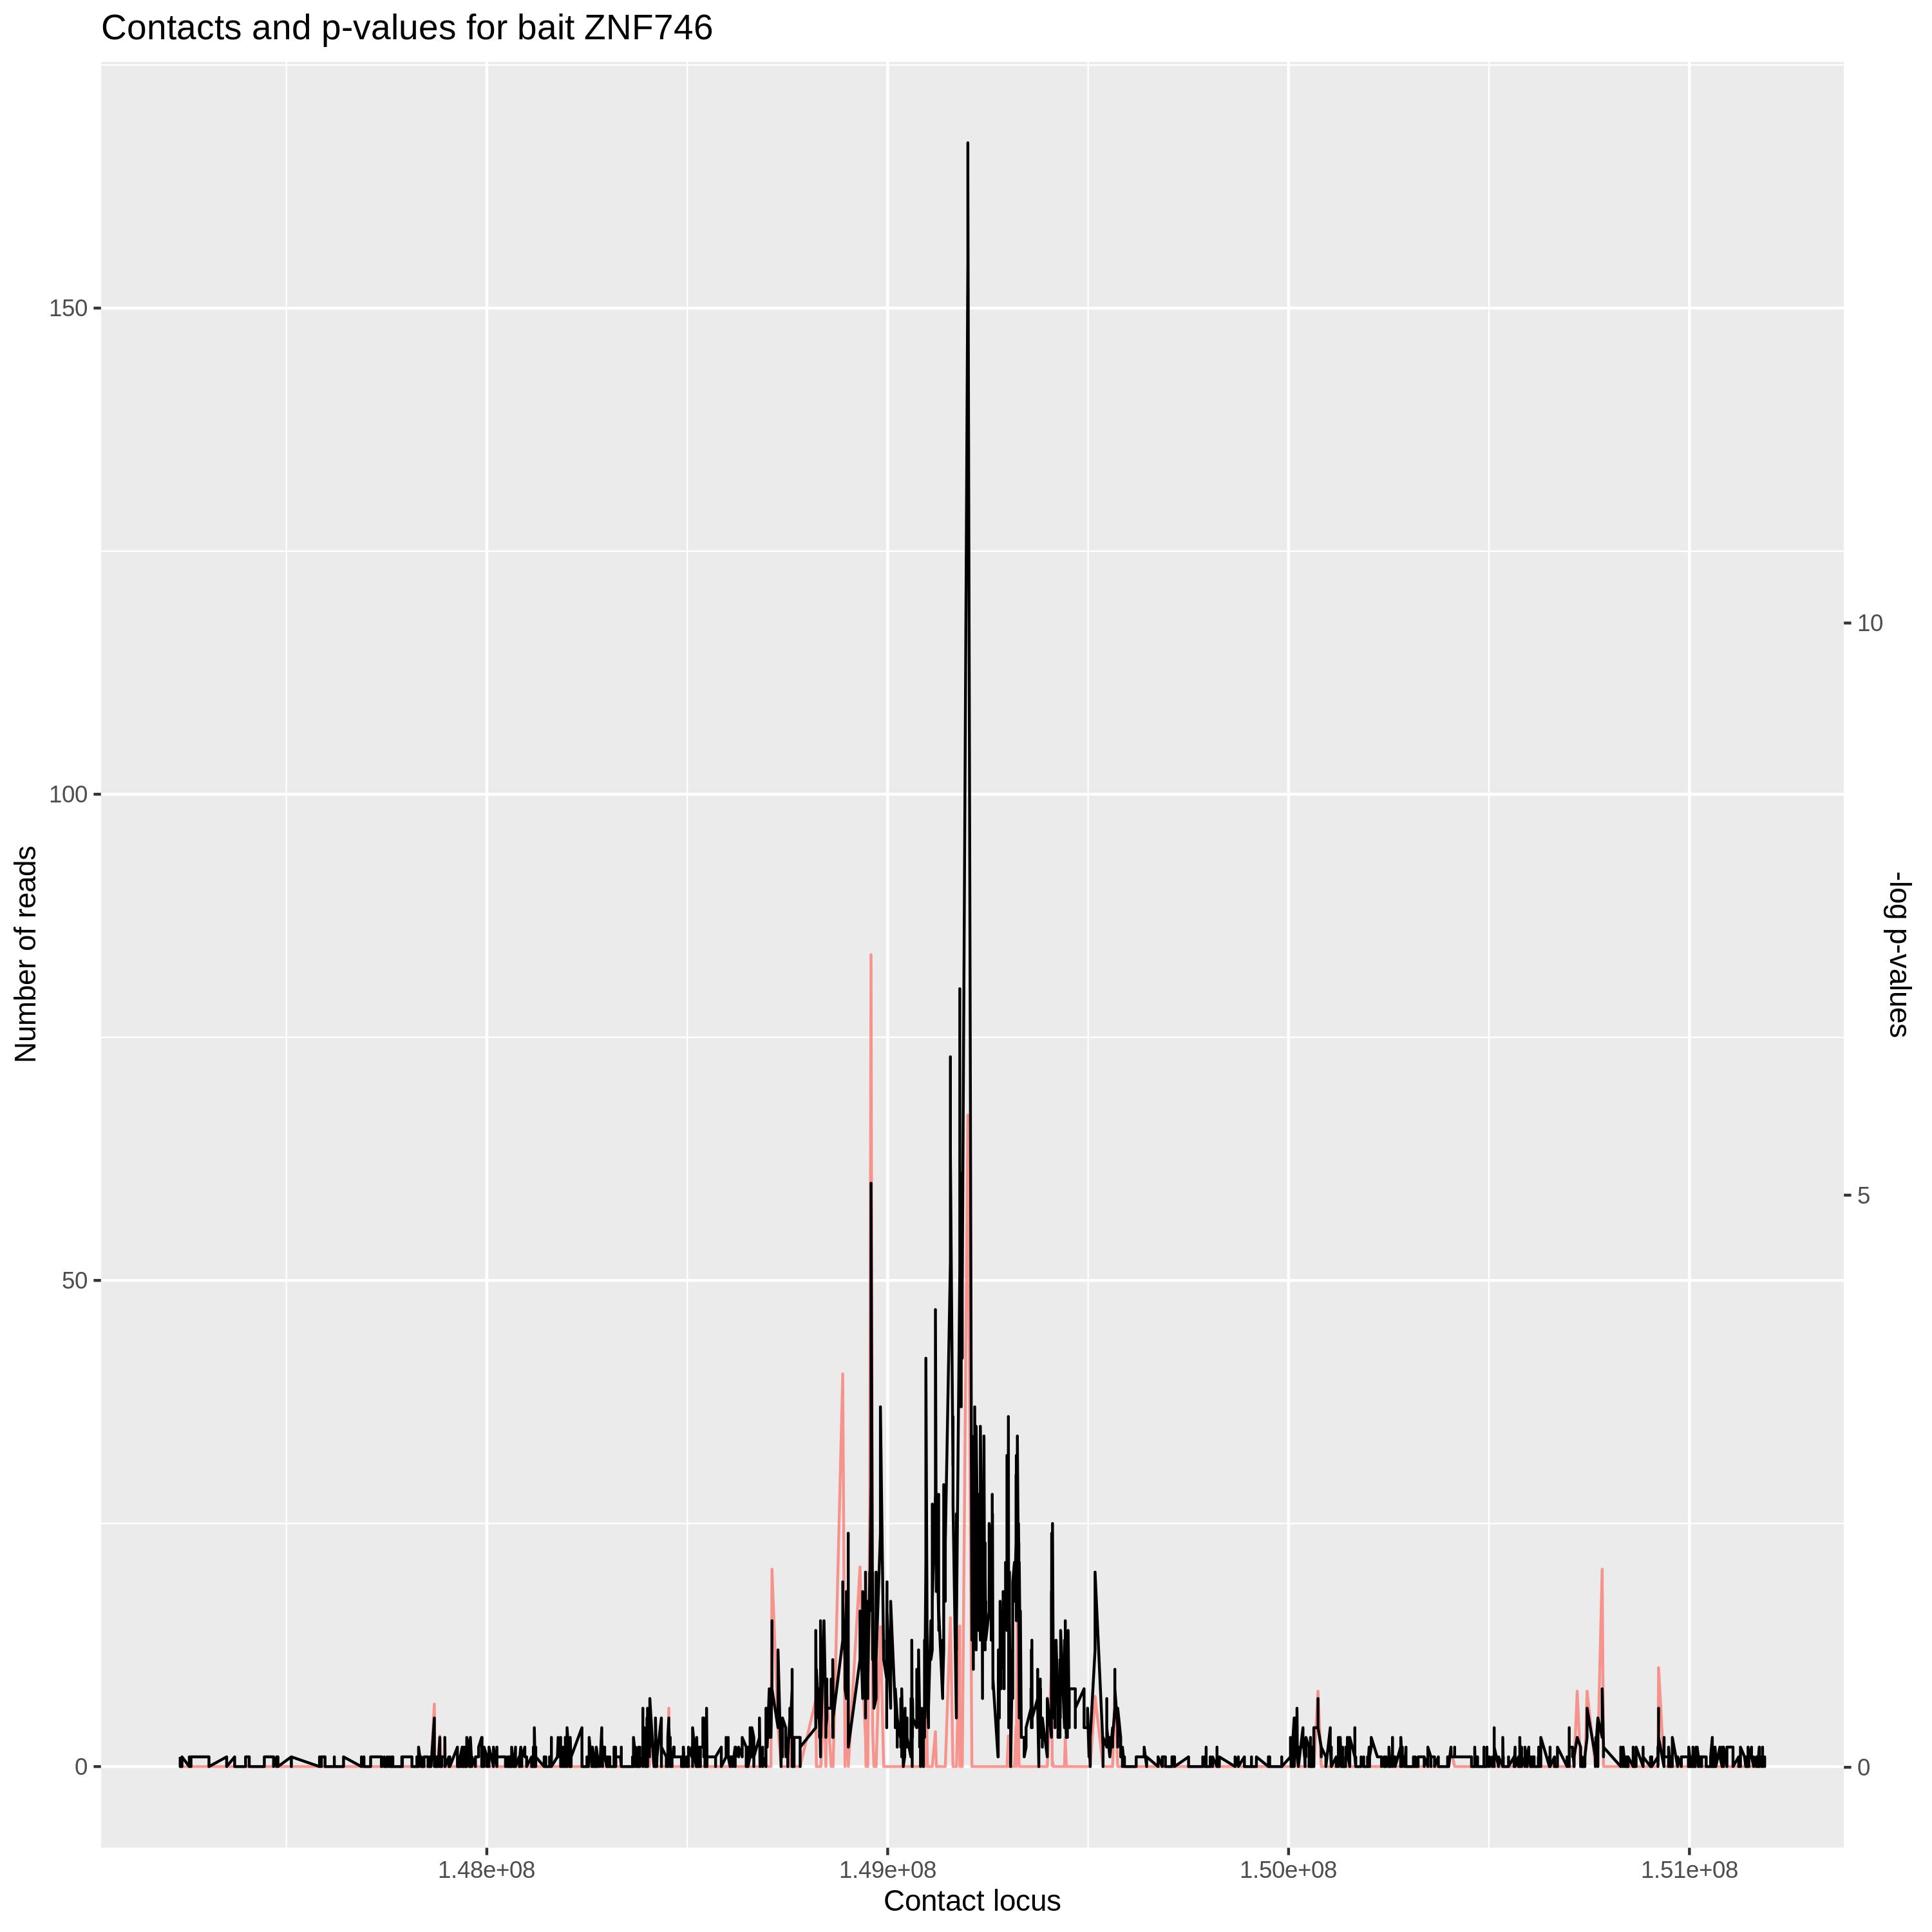 Contacts and p-values for bait ZNF746
150
100
50
0
Number of reads
10
5
0
-log p-values
1.48e+08
1.49e+08
1.50e+08
1.51e+08
Contact locus